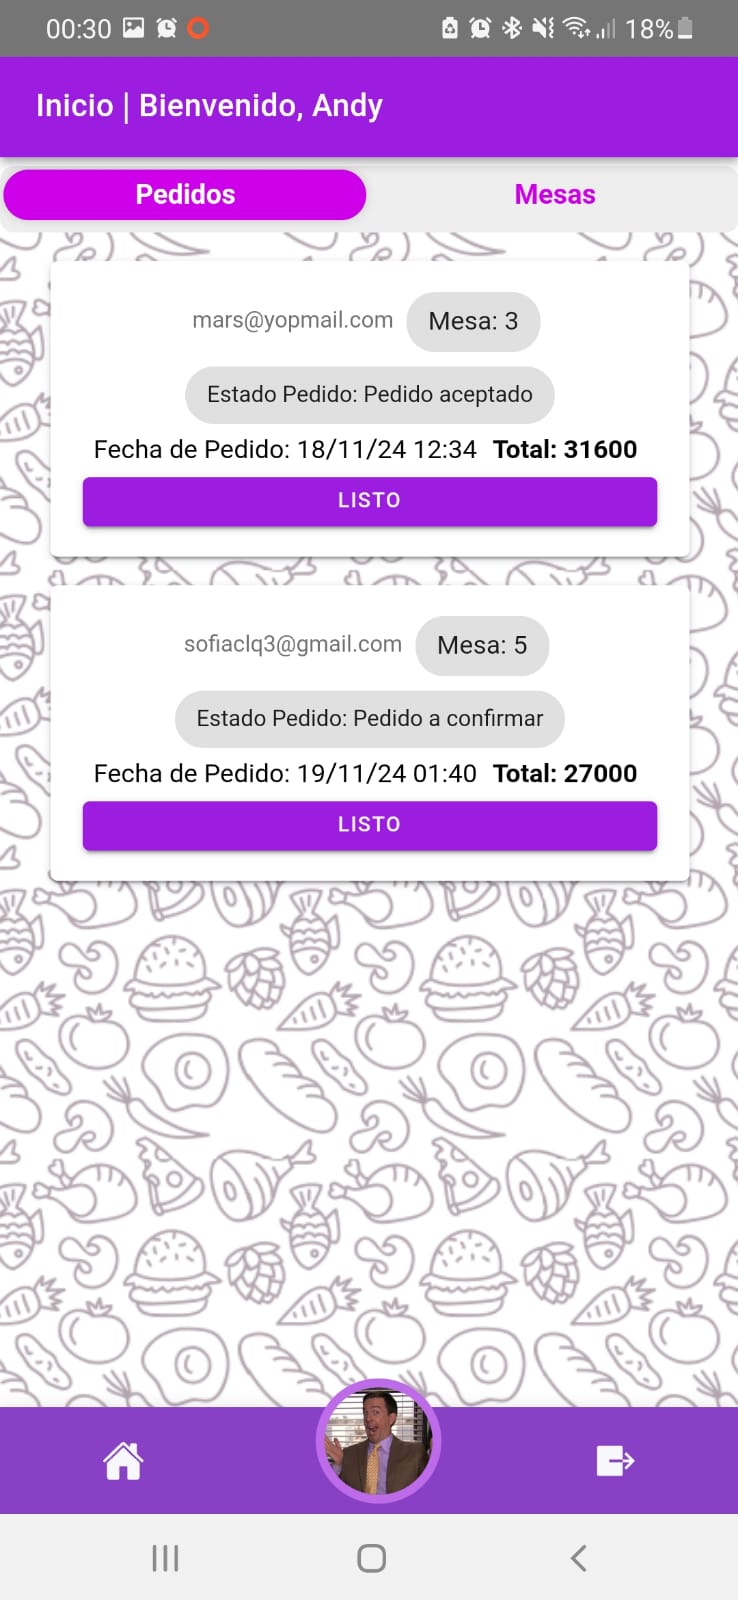 00:30 18%
Inicio | Bienvenido, Andy
Pedidos Mesas
mars@yopmail.com Mesa: 3
Estado Pedido: Pedido aceptado
Fecha de Pedido: 18/11/24 12:34 Total: 31600
LISTO
sofiaclq3@gmail.com Mesa: 5
Estado Pedido: Pedido a confirmar
Fecha de Pedido: 19/11/24 01:40 Total: 27000
LISTO